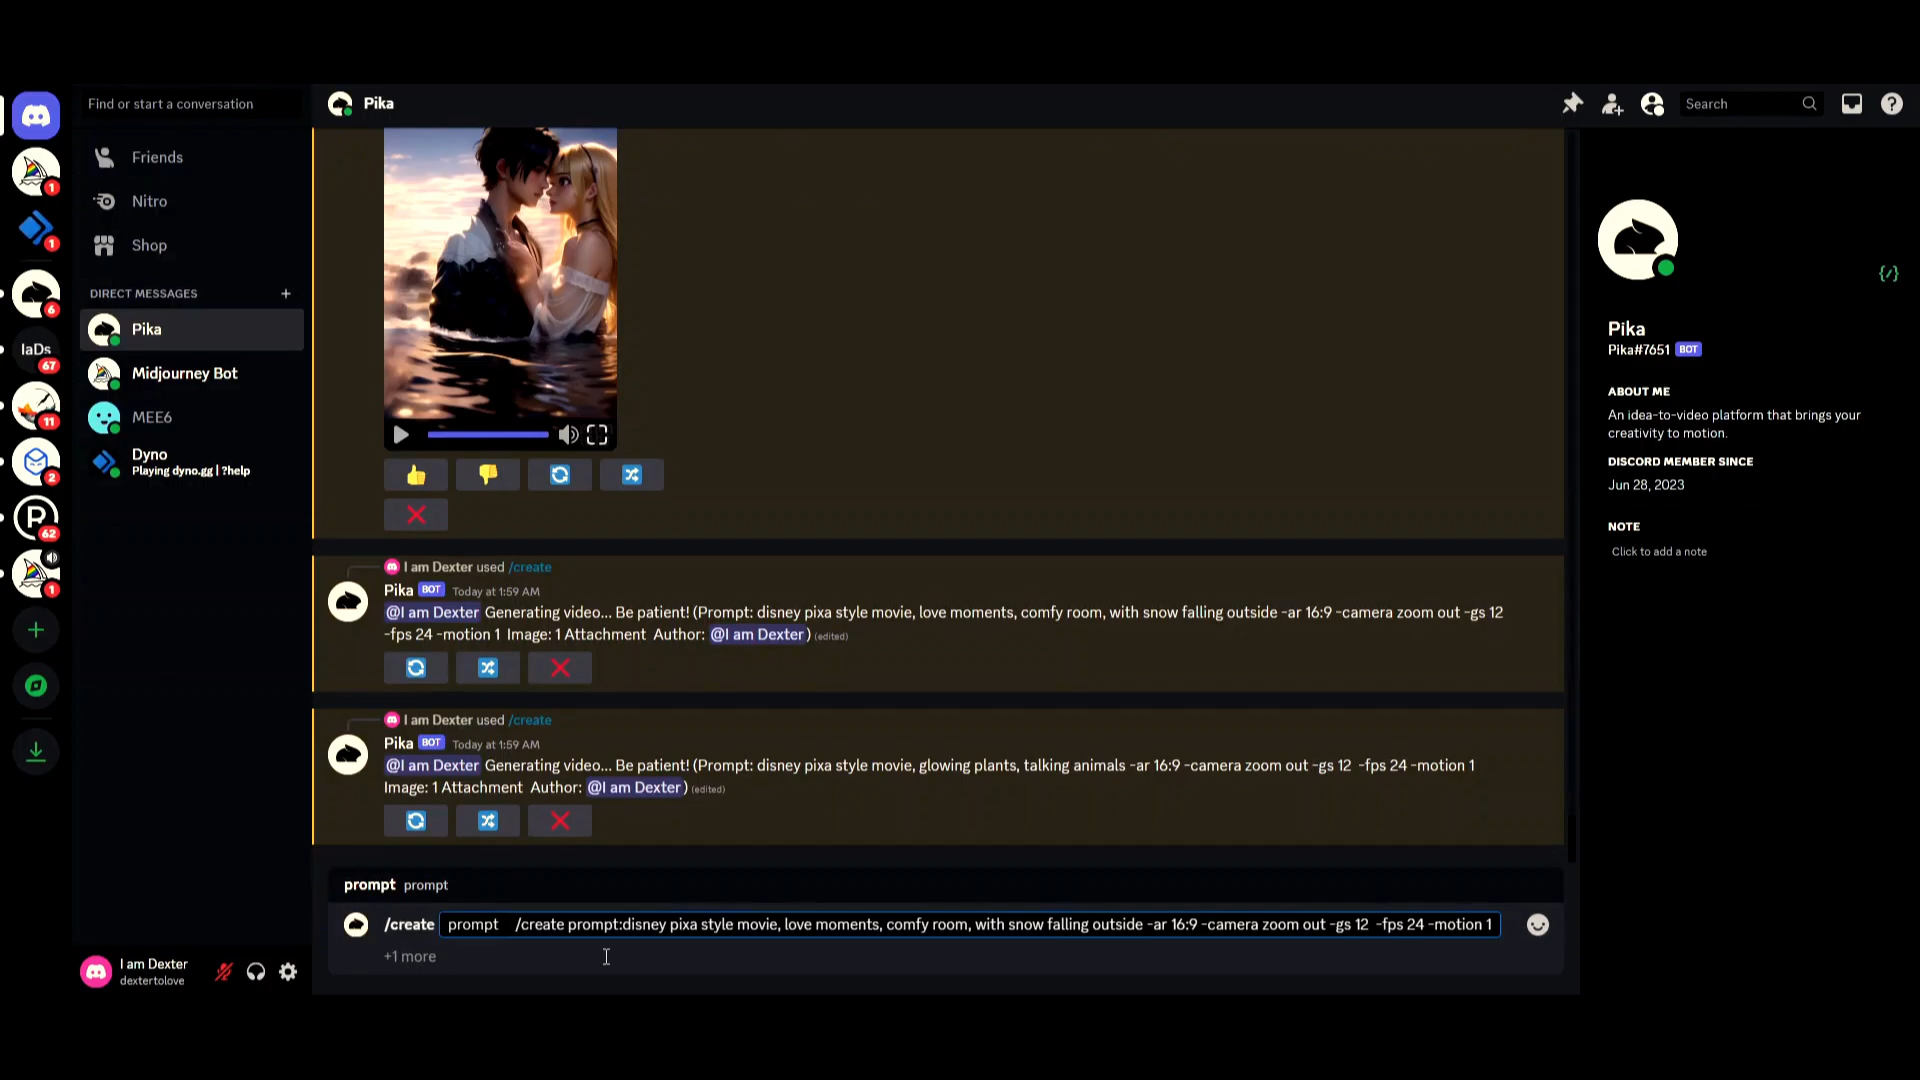 Find or start a conversation
Pika
Search
1
Friends
Nitro
1
Shop
DIRECT MESSAGES
6
Pika
laDs
67
Midjourney Bot
11
MEE6
Dyno
Playing dyno.gg | ?help
2
62
1
I am Dexter
dextertolove
I am Dexter used /create
Pika BOT Today at 1:59 AM
@I am Dexter Generating video... Be patient! (Prompt: disney pixa style movie, love moments, comfy room, with snow falling outside -ar 16:9 -camera zoom out -gs 12
-fps 24 -motion 1 Image: 1 Attachment Author: @I am Dexter) (edited)
I am Dexter used /create
Pika BOT Today at 1:59 AM
@I am Dexter Generating video... Be patient! (Prompt: disney pixa style movie, glowing plants, talking animals -ar 16:9 -camera zoom out -gs 12 -fps 24 -motion 1
Image: 1 Attachment Author: @I am Dexter) (edited)
prompt prompt
/create prompt /create prompt:disney pixa style movie, love moments, comfy room, with snow falling outside -ar 16:9 -camera zoom out -gs 12 -fps 24 -motion 1
+1 more
{/}
Pika
Pika#7651 BOT
ABOUT ME
An idea-to-video platform that brings your
creativity to motion.
DISCORD MEMBER SINCE
Jun 28, 2023
NOTE
Click to add a note